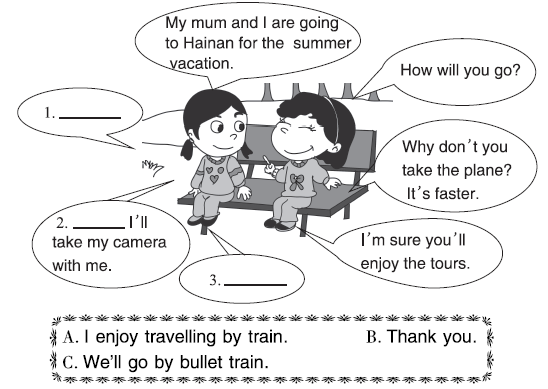 My mum and I are going
to Hainan for the summer
vacation.
How will you go?
1. ________
Why don't you
take the plane?
It's faster.
2. ______ I'll
take my camera
with me.
I'm sure you'll
enjoy the tours.
3. ________
A. I enjoy travelling by train.
B. Thank you.
C. We'll go by bullet train.